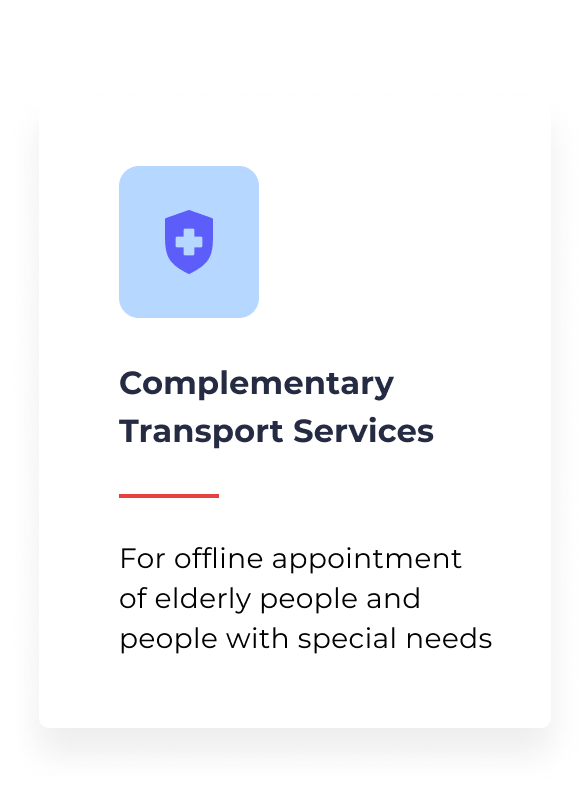 Complementary
Transport Services
For offline appointment
of elderly people and
people with special needs